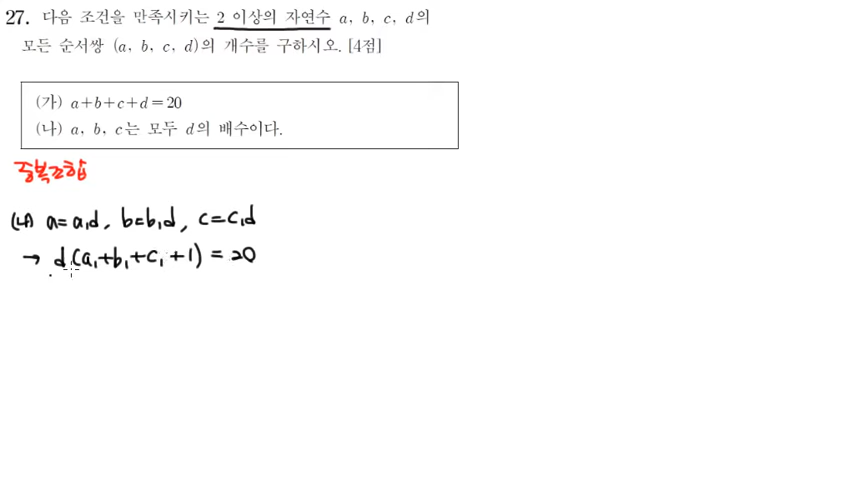 27. 다음 조건을 만족시키는 2 이상의 자연수 a, b, c, d의
모든 순서쌍 (a, b, c, d)의 개수를 구하시오. [4점]
(가) a+b+c+d=20
(나) a, b, c는 모두 d의 배수이다.
중복조합
(나) a=a₁d, b=b₁d, c=c₁d
→ d(a₁+b₁+c₁+1)=20